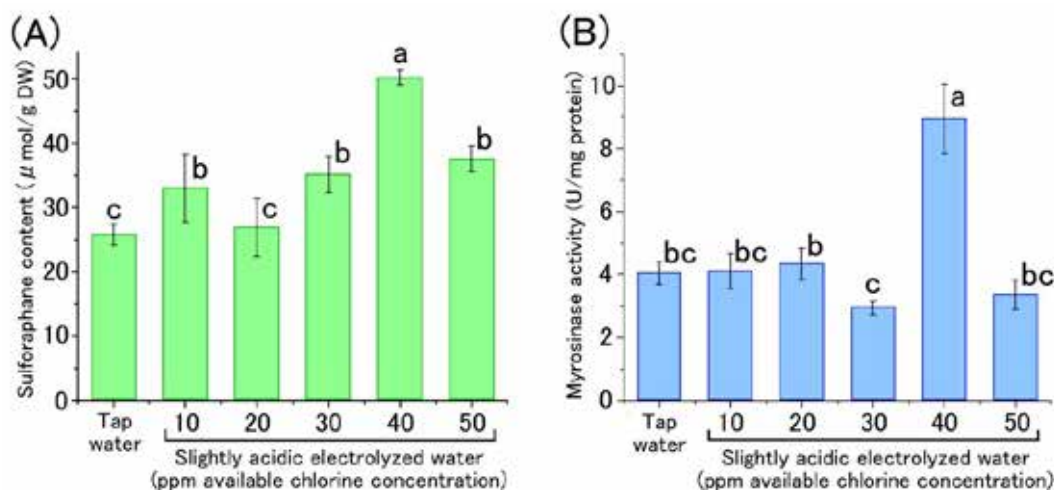 (A)
Sulforaphane content (μ mol/g DW)
50
40
30
20
10
0
c
b
c
b
a
b
Tap
water
10 20 30 40 50
Slightly acidic electrolyzed water
(ppm available chlorine concentration)
(B)
Myrosinase activity (U/mg protein)
10
8
6
4
2
0
bc
bc
b
c
a
bc
Tap
water
10 20 30 40 50
Slightly acidic electrolyzed water
(ppm available chlorine concentration)